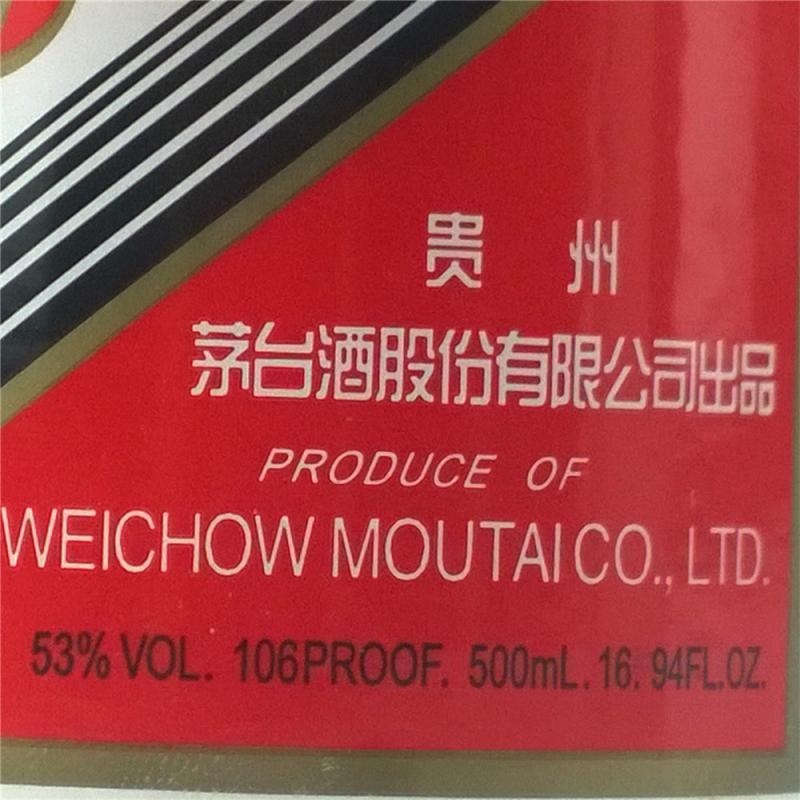 贵州
茅台酒股份有限公司出品
PRODUCE OF
WEICHOW MOUTAI CO., LTD.
53% VOL. 106PROOF. 500mL. 16. 94FL.OZ.